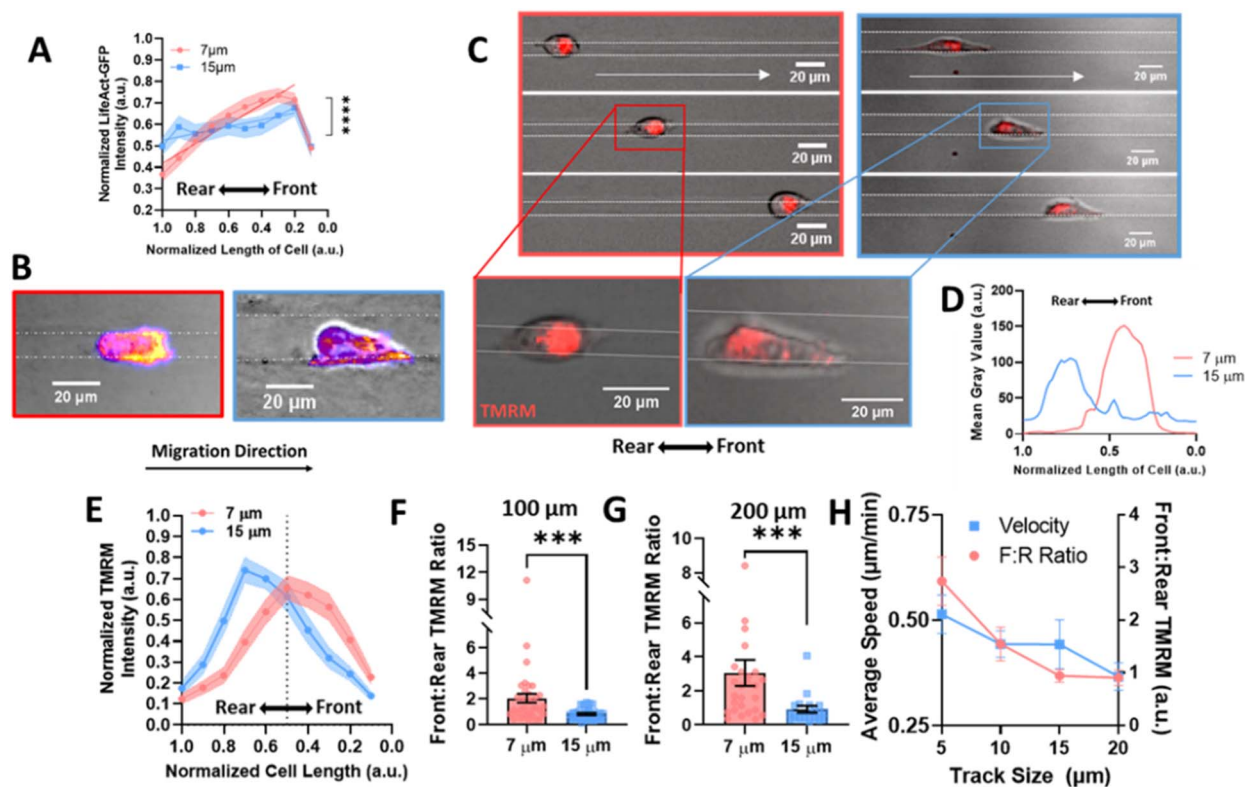 A
7μm
15μm
Normalized LifeAct-GFP
Intensity (a.u.)
1.0
0.9
0.8
0.7
0.6
0.5
0.4
0.3
0.2
****
Rear Front
1.0 0.8 0.6 0.4 0.2 0.0
Normalized Length of Cell (a.u.)
B
20 μm
20 μm
Migration Direction
C
20 μm
20 μm
20 μm
20 μm
20 μm
20 μm
TMRM
20 μm
20 μm
Rear Front
D
Mean Gray Value (a.u.)
200
150
100
50
0
Rear Front
7 μm
15 μm
1.0 0.5 0.0
Normalized Length of Cell (a.u.)
E
7 μm
15 μm
Normalized TMRM
Intensity (a.u.)
1.0
0.9
0.8
0.7
0.6
0.5
0.4
0.3
0.2
0.1
0.0
Rear Front
1.0 0.8 0.6 0.4 0.2 0.0
Normalized Cell Length (a.u.)
F
100 μm
***
Front:Rear TMRM Ratio
15
12
9
6
4
2
0
7 μm 15 μm
G
200 μm
***
Front:Rear TMRM Ratio
10
8
6
4
2
0
7 μm 15 μm
H
Velocity
F:R Ratio
Average Speed (μm/min)
0.75
0.50
0.25
Front:Rear TMRM (a.u.)
4
3
2
1
0
5 10 15 20
Track Size (μm)